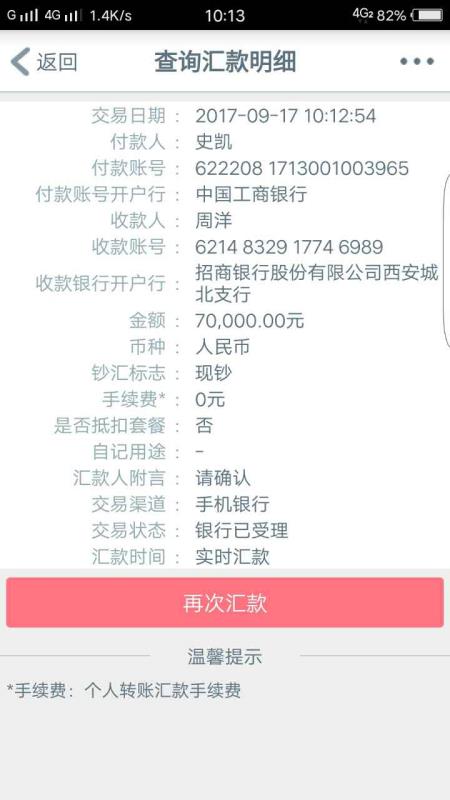 G 4G 1.4K/s 10:13 4G2 82%
返回 查询汇款明细
交易日期： 2017-09-17 10:12:54
付款人： 史凯
付款账号： 622208 1713001003965
付款账号开户行： 中国工商银行
收款人： 周洋
收款账号： 6214 8329 1774 6989
收款银行开户行： 招商银行股份有限公司西安城
北支行
金额： 70,000.00元
币种： 人民币
钞汇标志： 现钞
手续费*： 0元
是否抵扣套餐： 否
自记用途： -
汇款人附言： 请确认
交易渠道： 手机银行
交易状态： 银行已受理
汇款时间： 实时汇款
再次汇款
温馨提示
*手续费：个人转账汇款手续费